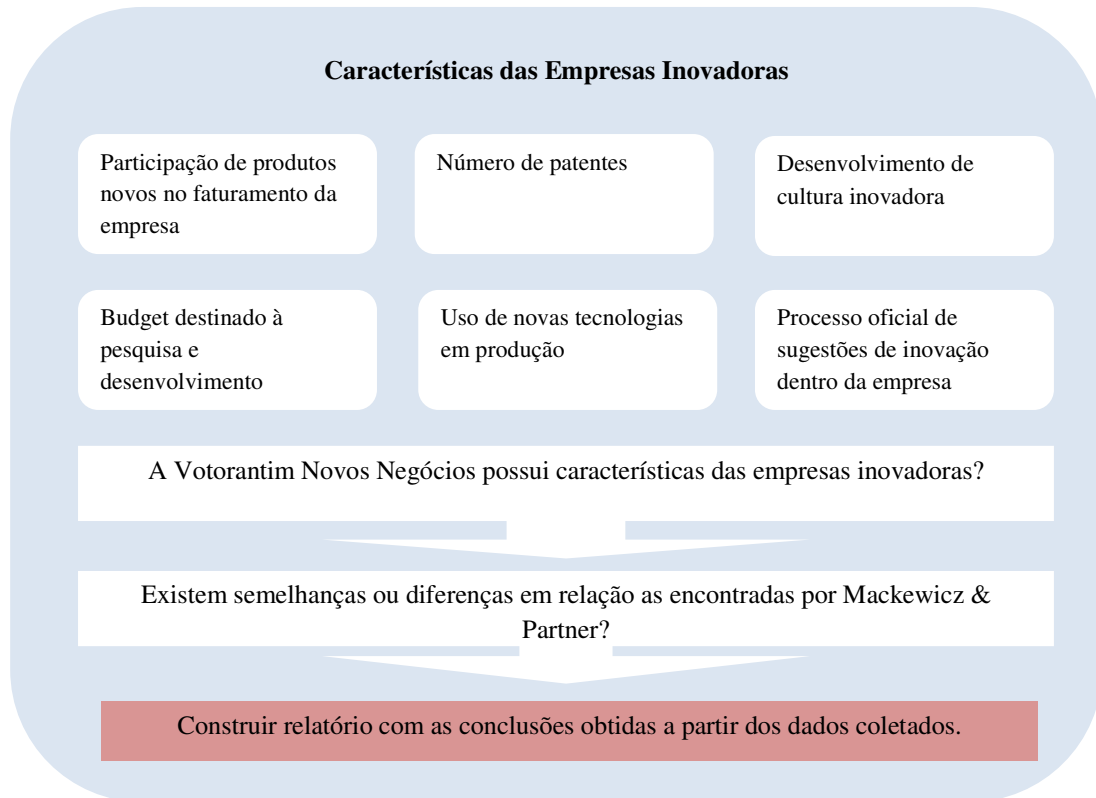 Características das Empresas Inovadoras
Participação de produtos
novos no faturamento da
empresa
Número de patentes
Desenvolvimento de
cultura inovadora
Budget destinado à
pesquisa e
desenvolvimento
Uso de novas tecnologias
em produção
Processo oficial de
sugestões de inovação
dentro da empresa
A Votorantim Novos Negócios possui características das empresas inovadoras?
Existem semelhanças ou diferenças em relação as encontradas por Mackewicz &
Partner?
Construir relatório com as conclusões obtidas a partir dos dados coletados.